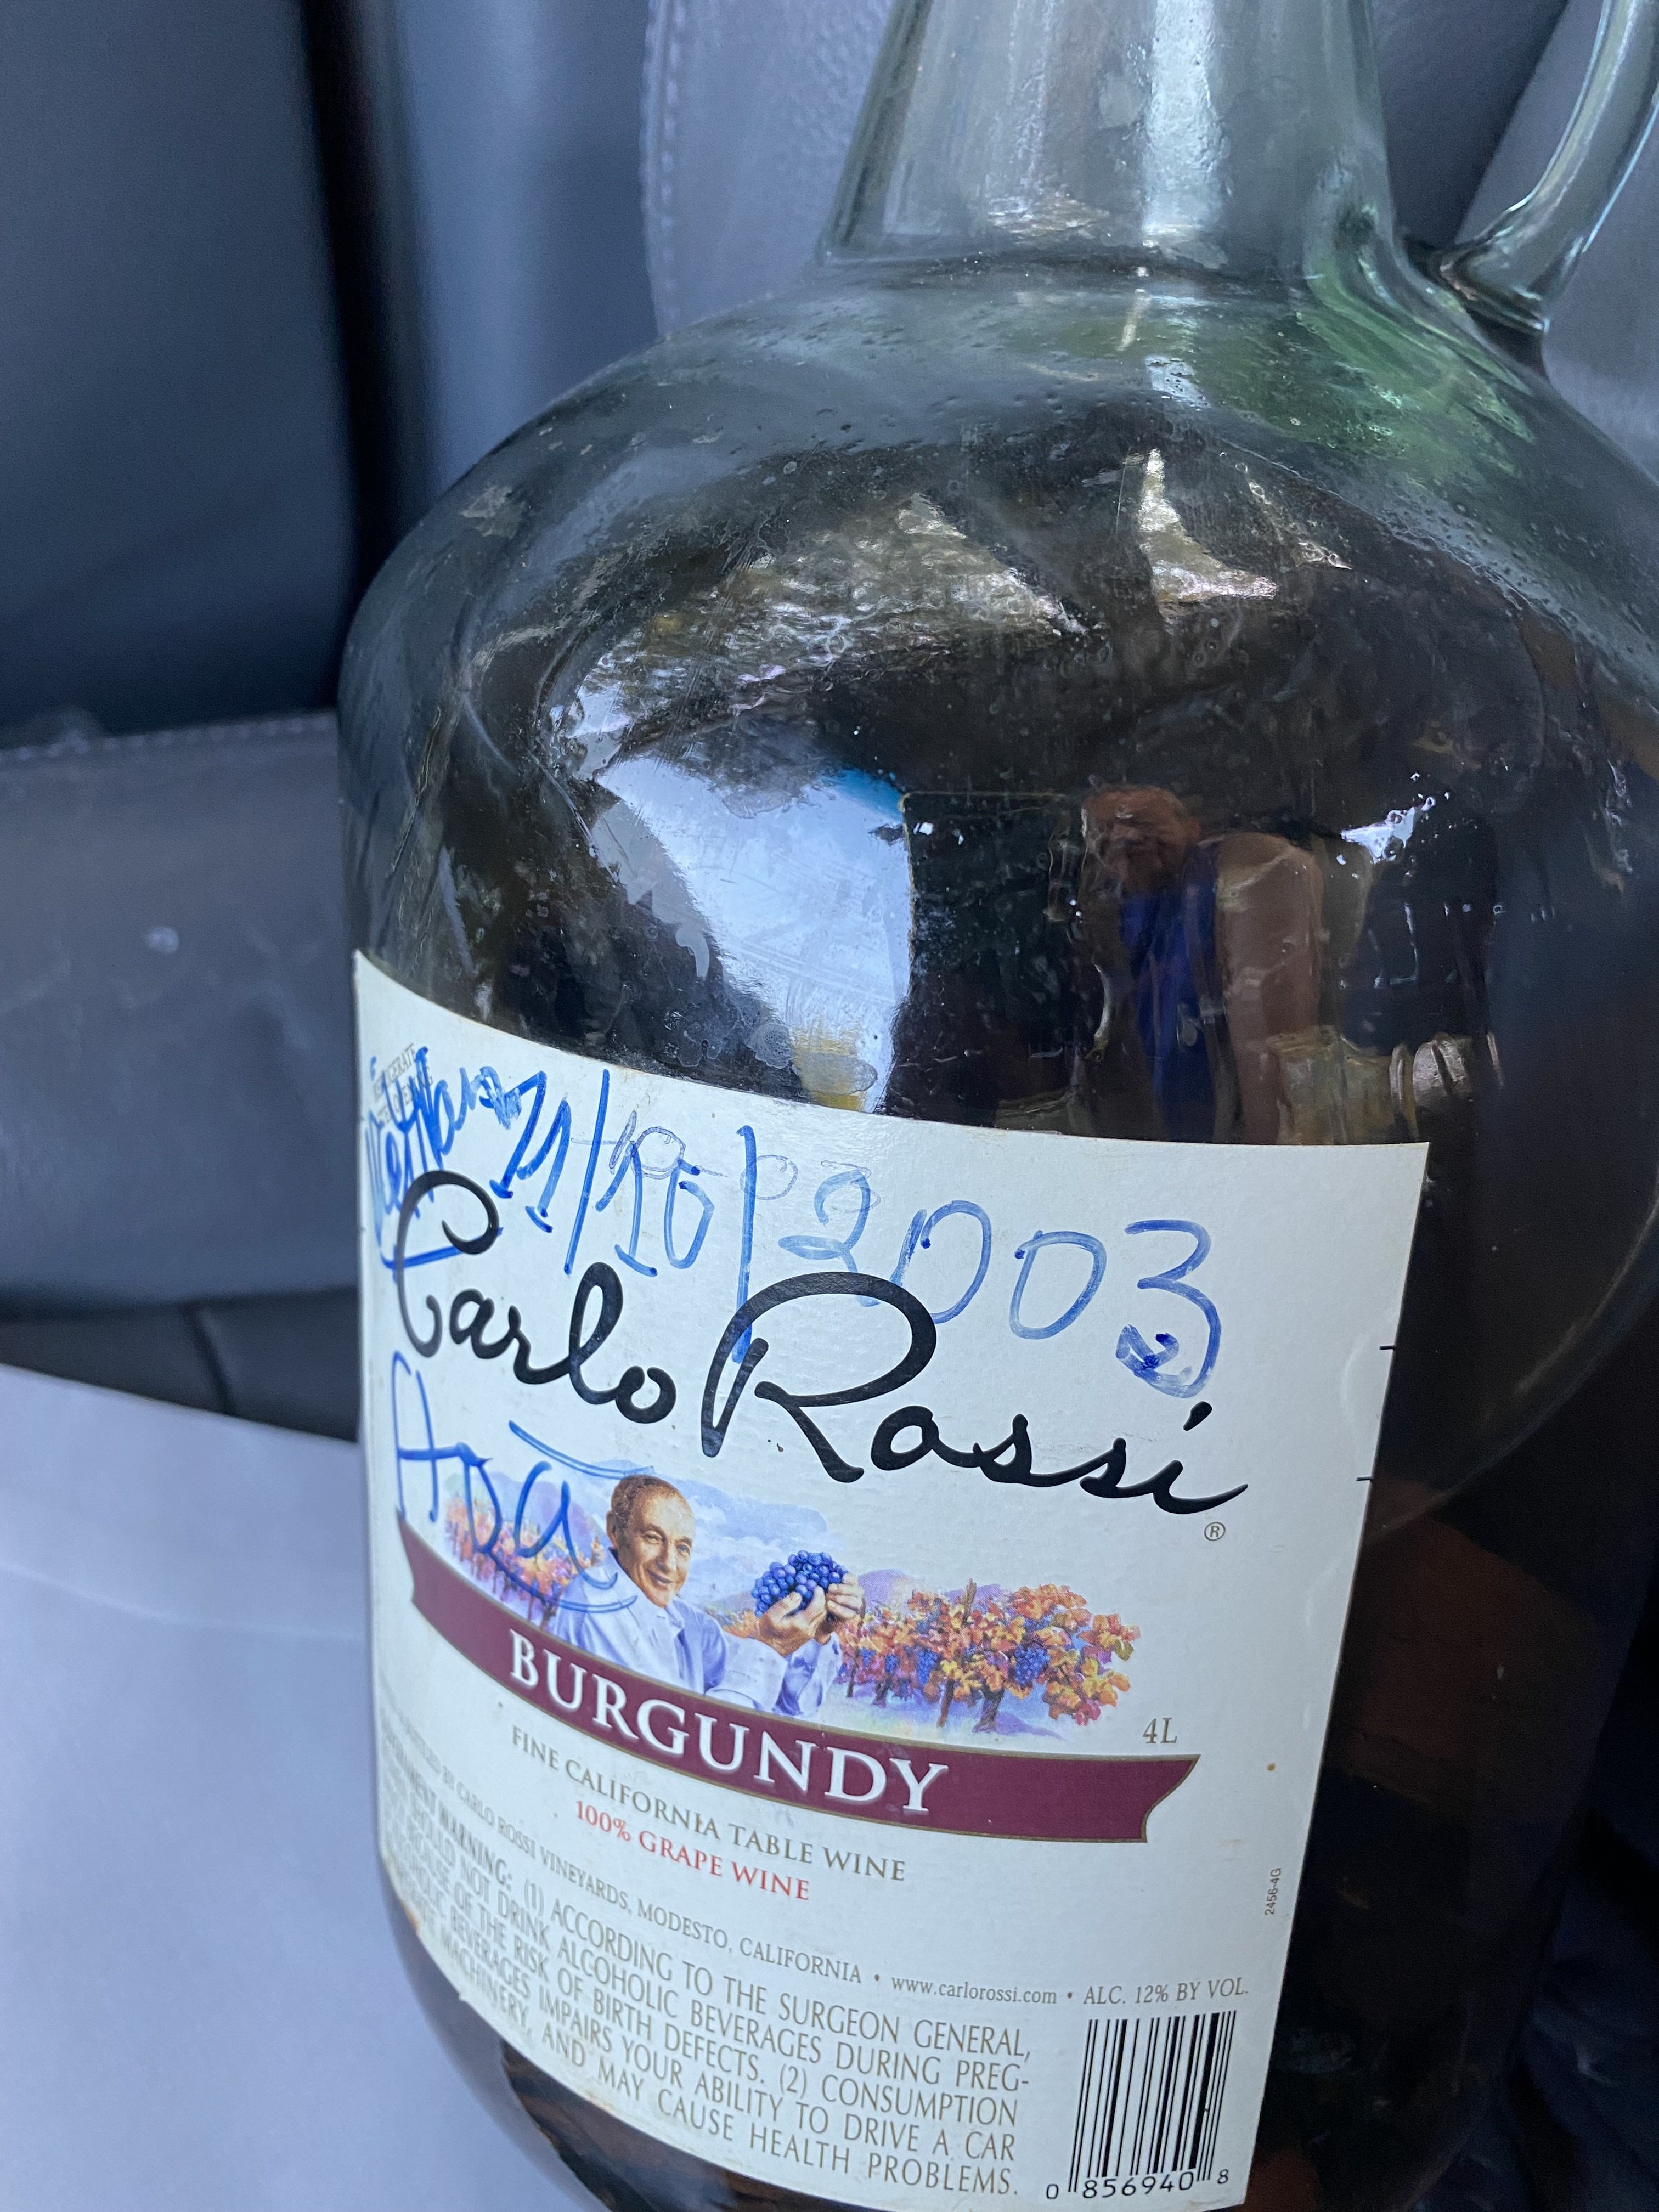 11/10/2003
Carlo Rossi
®
BURGUNDY
4L
FINE CALIFORNIA TABLE WINE
100% GRAPE WINE
BY CARLO ROSSI VINEYARDS, MODESTO, CALIFORNIA • www.carlorossi.com • ALC. 12% BY VOL.
WARNING: (1) ACCORDING TO THE SURGEON GENERAL,
SHOULD NOT DRINK ALCOHOLIC BEVERAGES DURING PREG-
BECAUSE OF THE RISK OF BIRTH DEFECTS. (2) CONSUMPTION
BEVERAGES IMPAIRS YOUR ABILITY TO DRIVE A CAR
MACHINERY, AND MAY CAUSE HEALTH PROBLEMS.
2456-4G
0 856940 8